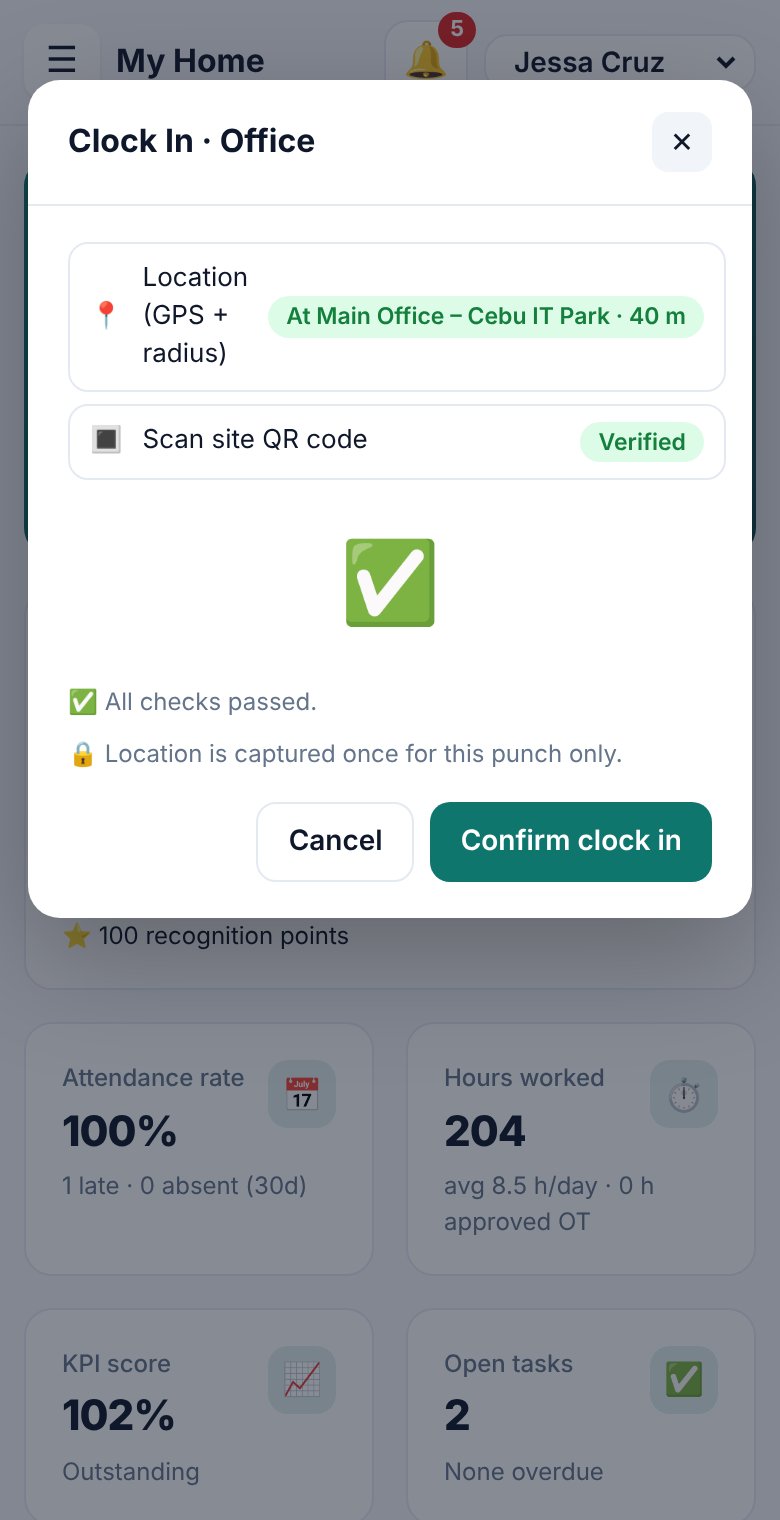 ☰ My Home 🔔 5 Jessa Cruz
Clock In · Office ✕
Location
(GPS +
radius)
At Main Office – Cebu IT Park · 40 m
Scan site QR code Verified
✅ All checks passed.
🔒 Location is captured once for this punch only.
Cancel Confirm clock in
⭐ 100 recognition points
Attendance rate
July
17
100%
1 late · 0 absent (30d)
Hours worked
204
avg 8.5 h/day · 0 h
approved OT
KPI score
102%
Outstanding
Open tasks
2
None overdue